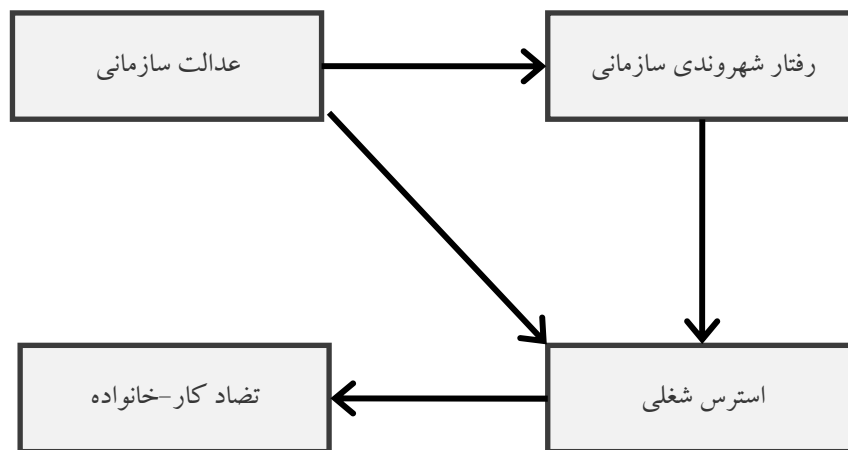 رفتار شهروندی سازمانی
عدالت سازمانی
استرس شغلی
تضاد کار-خانواده